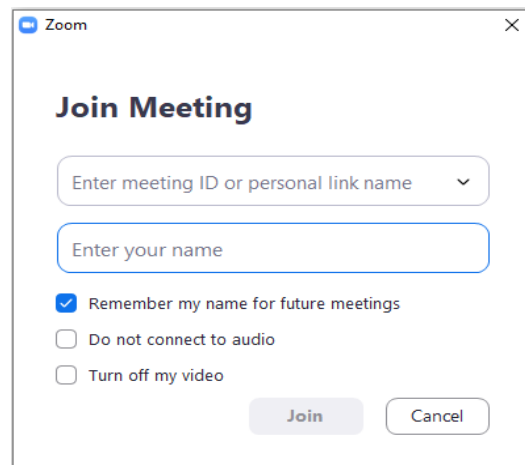 Zoom
Join Meeting
Enter meeting ID or personal link name
Enter your name
Remember my name for future meetings
Do not connect to audio
Turn off my video
Join Cancel